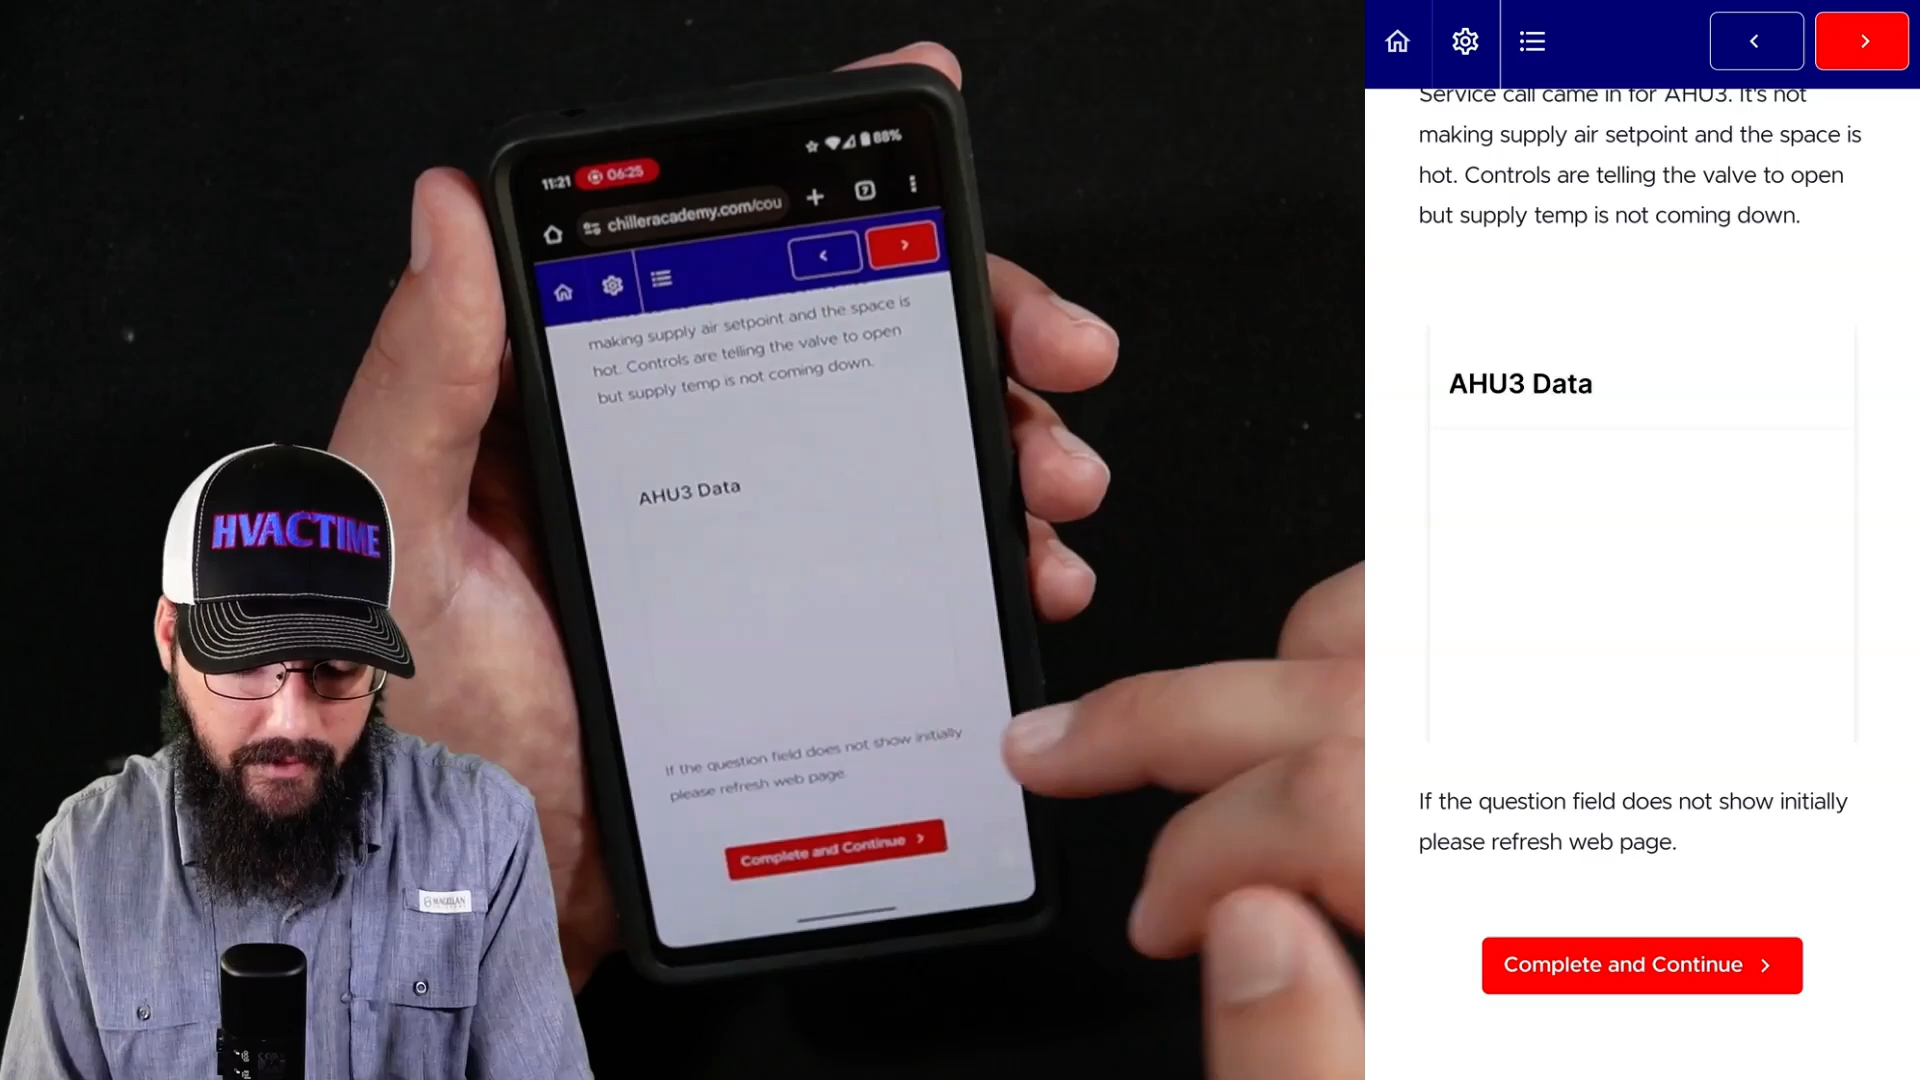 11:21
06:25
88%
chilleracademy.com/cou
7
making supply air setpoint and the space is
hot. Controls are telling the valve to open
but supply temp is not coming down.
AHU3 Data
If the question field does not show initially
please refresh web page.
Complete and Continue
HVACTIME
MAGELLAN
Service call came in for AHU3. It's not
making supply air setpoint and the space is
hot. Controls are telling the valve to open
but supply temp is not coming down.
AHU3 Data
If the question field does not show initially
please refresh web page.
Complete and Continue